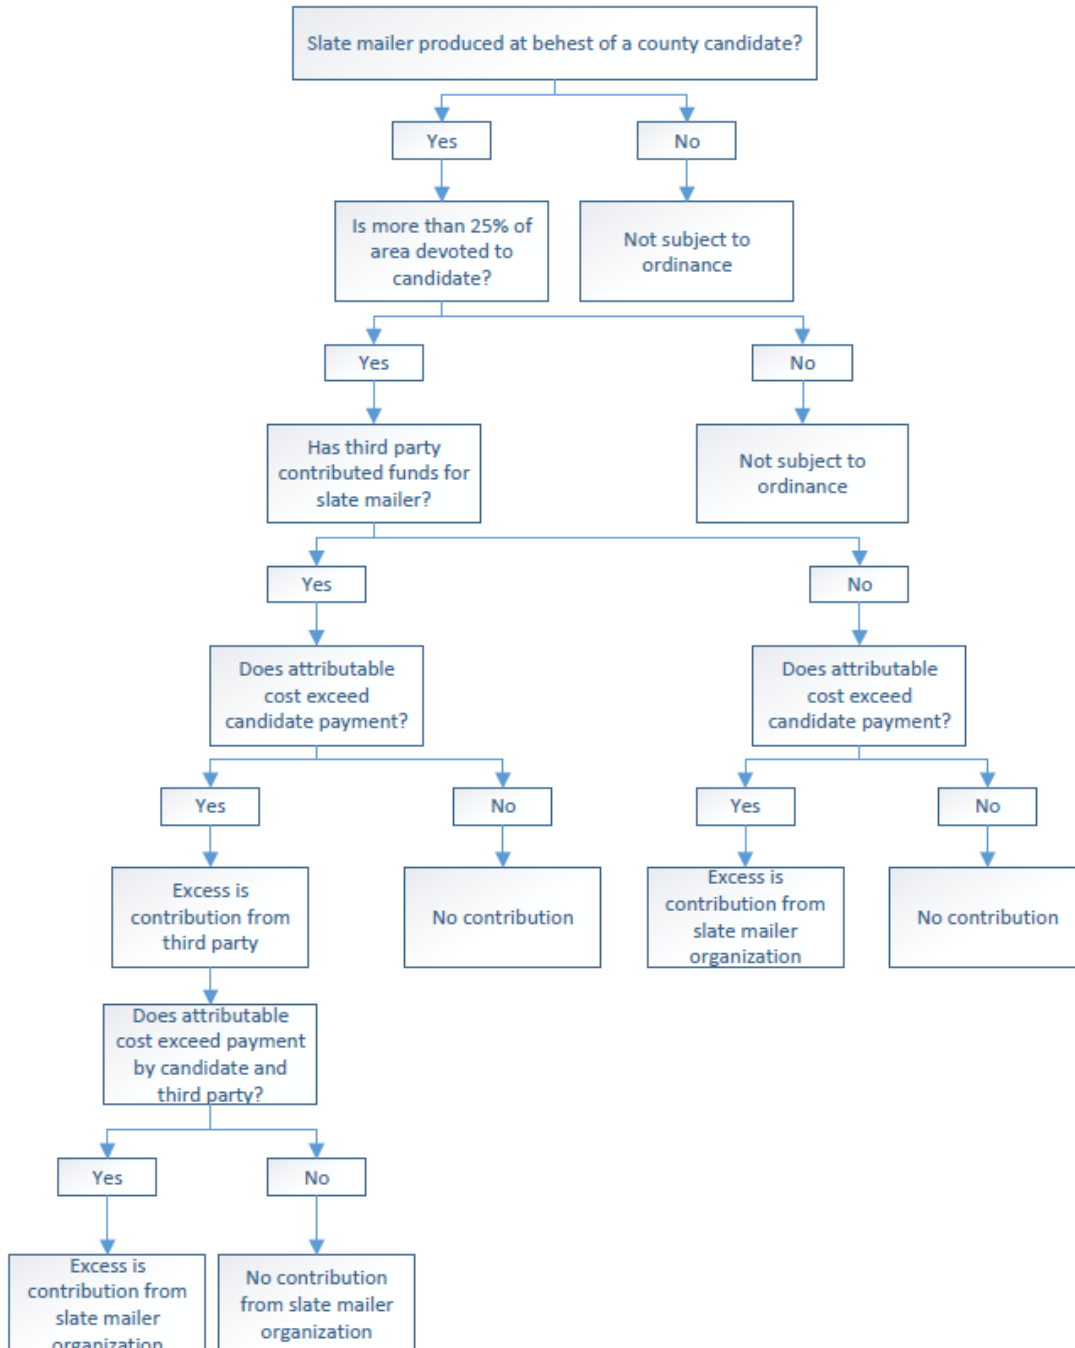 Slate mailer produced at behest of a county candidate?
Yes
No
Is more than 25% of
area devoted to
candidate?
Not subject to
ordinance
Yes
No
Has third party
contributed funds for
slate mailer?
Not subject to
ordinance
Yes
No
Does attributable
cost exceed
candidate payment?
Does attributable
cost exceed
candidate payment?
Yes
No
Yes
No
Excess is
contribution from
third party
No contribution
Excess is
contribution from
slate mailer
organization
No contribution
Does attributable
cost exceed payment
by candidate and
third party?
Yes
No
Excess is
contribution from
slate mailer
organization
No contribution
from slate mailer
organization